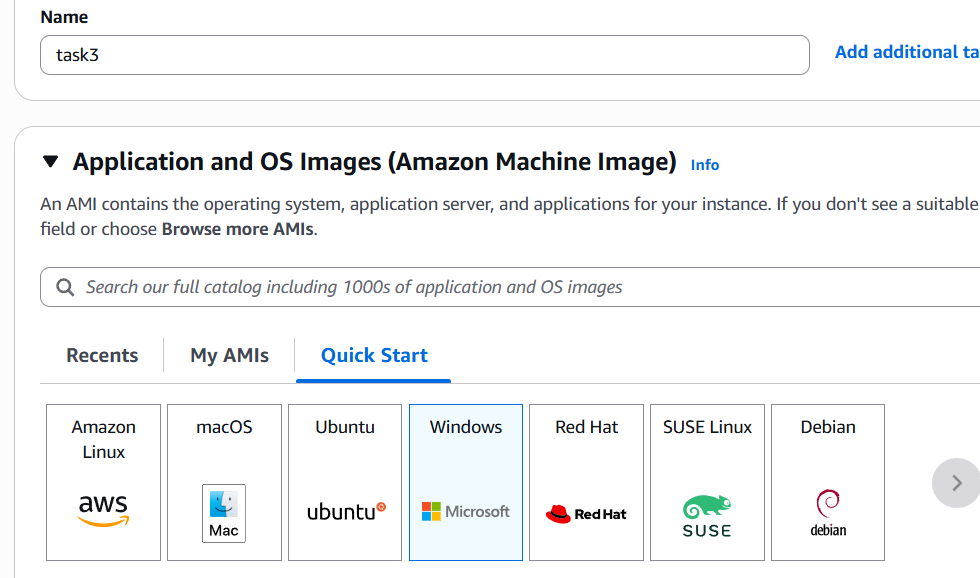 Name
task3
Add additional ta
Application and OS Images (Amazon Machine Image) Info
An AMI contains the operating system, application server, and applications for your instance. If you don't see a suitable
field or choose Browse more AMIs.
Search our full catalog including 1000s of application and OS images
Recents
My AMIs
Quick Start
Amazon
Linux
aws
macOS
Mac
Ubuntu
ubuntu
Windows
Microsoft
Red Hat
Red Hat
SUSE Linux
SUSE
Debian
debian